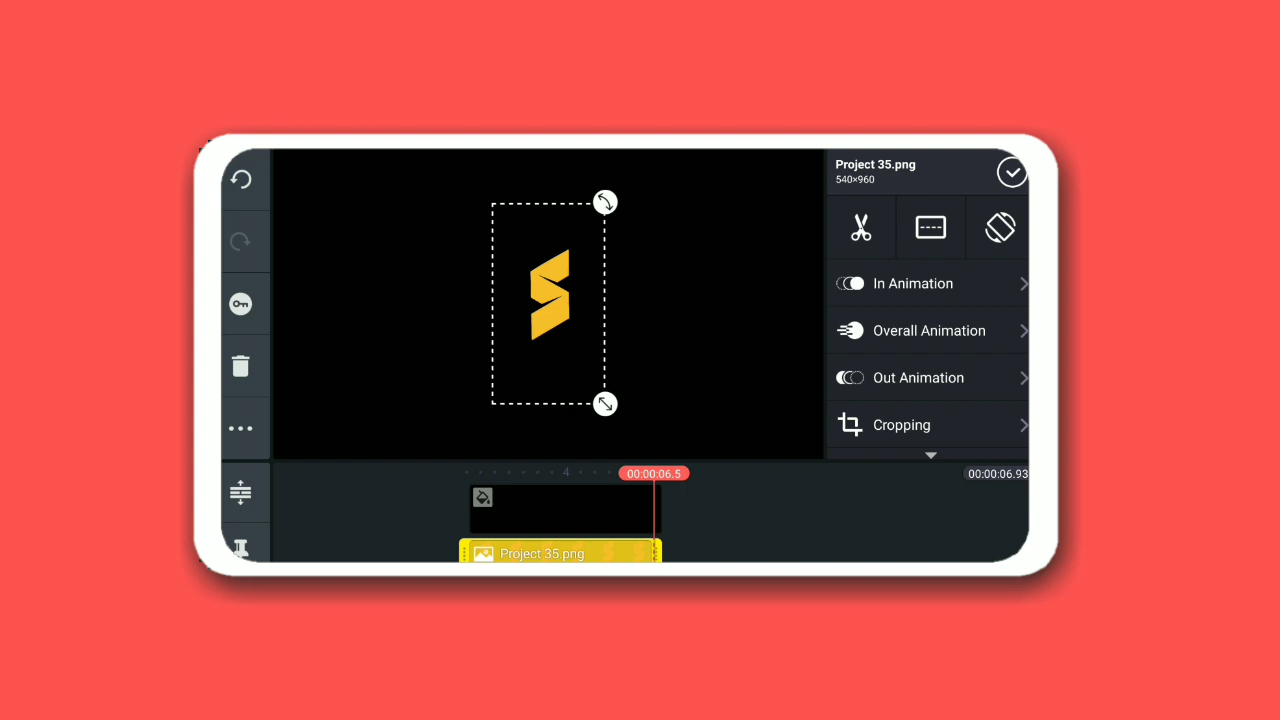 Project 35.png
540×960
In Animation
Overall Animation
Out Animation
Cropping
4
00:00:06.5
00:00:06.93
Project 35.png